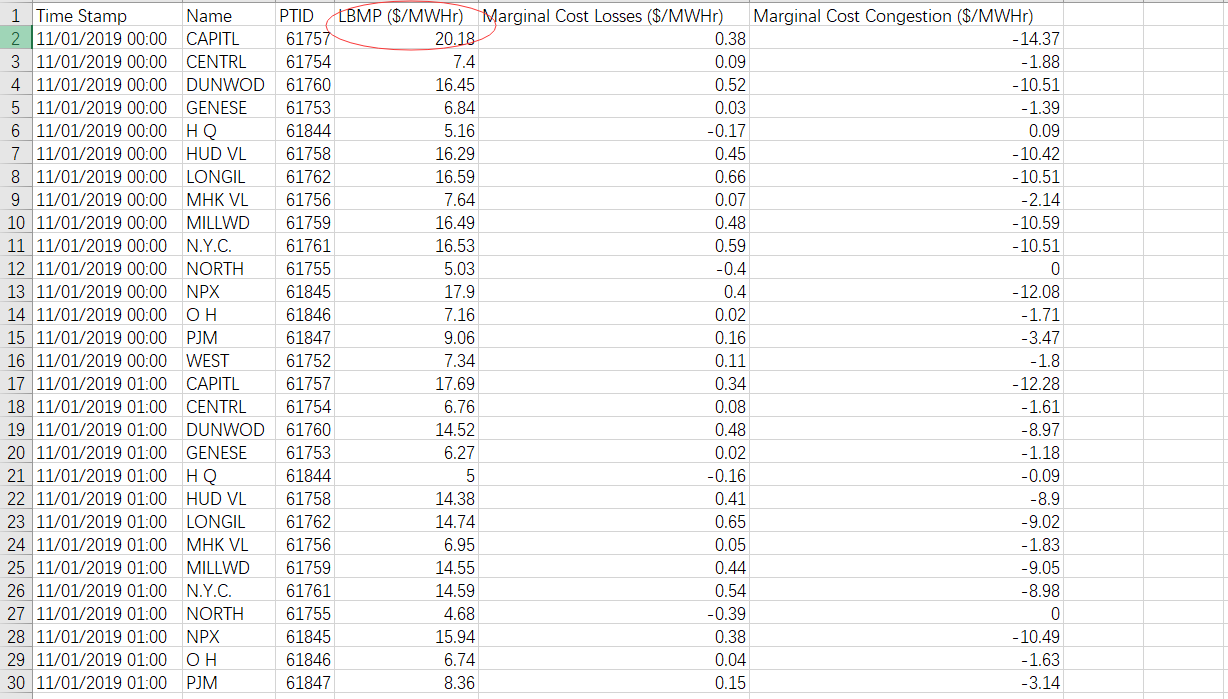 1 Time Stamp Name PTID LBMP ($/MWHr) Marginal Cost Losses ($/MWHr) Marginal Cost Congestion ($/MWHr)
2 11/01/2019 00:00 CAPITL 61757 20.18 0.38 -14.37
3 11/01/2019 00:00 CENTRL 61754 7.4 0.09 -1.88
4 11/01/2019 00:00 DUNWOD 61760 16.45 0.52 -10.51
5 11/01/2019 00:00 GENESE 61753 6.84 0.03 -1.39
6 11/01/2019 00:00 H Q 61844 5.16 -0.17 0.09
7 11/01/2019 00:00 HUD VL 61758 16.29 0.45 -10.42
8 11/01/2019 00:00 LONGIL 61762 16.59 0.66 -10.51
9 11/01/2019 00:00 MHK VL 61756 7.64 0.07 -2.14
10 11/01/2019 00:00 MILLWD 61759 16.49 0.48 -10.59
11 11/01/2019 00:00 N.Y.C. 61761 16.53 0.59 -10.51
12 11/01/2019 00:00 NORTH 61755 5.03 -0.4 0
13 11/01/2019 00:00 NPX 61845 17.9 0.4 -12.08
14 11/01/2019 00:00 O H 61846 7.16 0.02 -1.71
15 11/01/2019 00:00 PJM 61847 9.06 0.16 -3.47
16 11/01/2019 00:00 WEST 61752 7.34 0.11 -1.8
17 11/01/2019 01:00 CAPITL 61757 17.69 0.34 -12.28
18 11/01/2019 01:00 CENTRL 61754 6.76 0.08 -1.61
19 11/01/2019 01:00 DUNWOD 61760 14.52 0.48 -8.97
20 11/01/2019 01:00 GENESE 61753 6.27 0.02 -1.18
21 11/01/2019 01:00 H Q 61844 5 -0.16 -0.09
22 11/01/2019 01:00 HUD VL 61758 14.38 0.41 -8.9
23 11/01/2019 01:00 LONGIL 61762 14.74 0.65 -9.02
24 11/01/2019 01:00 MHK VL 61756 6.95 0.05 -1.83
25 11/01/2019 01:00 MILLWD 61759 14.55 0.44 -9.05
26 11/01/2019 01:00 N.Y.C. 61761 14.59 0.54 -8.98
27 11/01/2019 01:00 NORTH 61755 4.68 -0.39 0
28 11/01/2019 01:00 NPX 61845 15.94 0.38 -10.49
29 11/01/2019 01:00 O H 61846 6.74 0.04 -1.63
30 11/01/2019 01:00 PJM 61847 8.36 0.15 -3.14